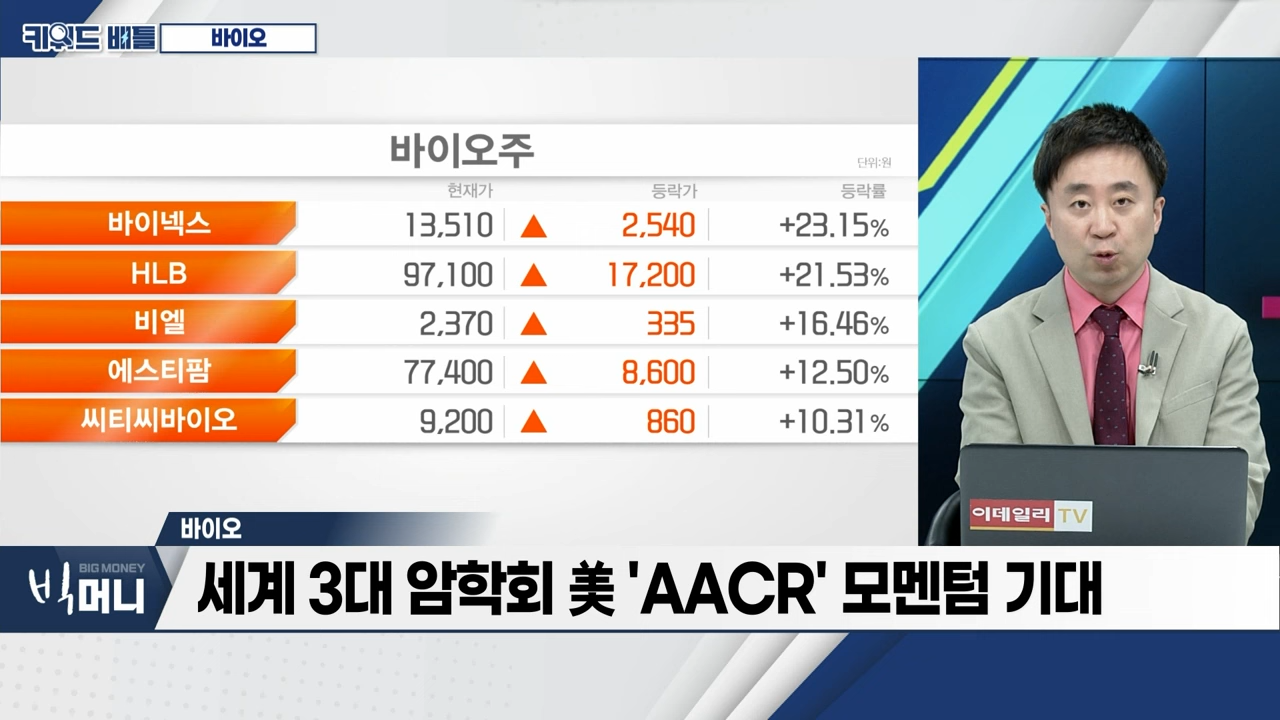 키워드 배틀 바이오
바이오주
단위:원
현재가 등락가 등락률
바이넥스 13,510 ▲ 2,540 +23.15%
HLB 97,100 ▲ 17,200 +21.53%
비엘 2,370 ▲ 335 +16.46%
에스티팜 77,400 ▲ 8,600 +12.50%
씨티씨바이오 9,200 ▲ 860 +10.31%
이데일리 TV
바이오
BIG MONEY
빅머니
세계 3대 암학회 美 'AACR' 모멘텀 기대